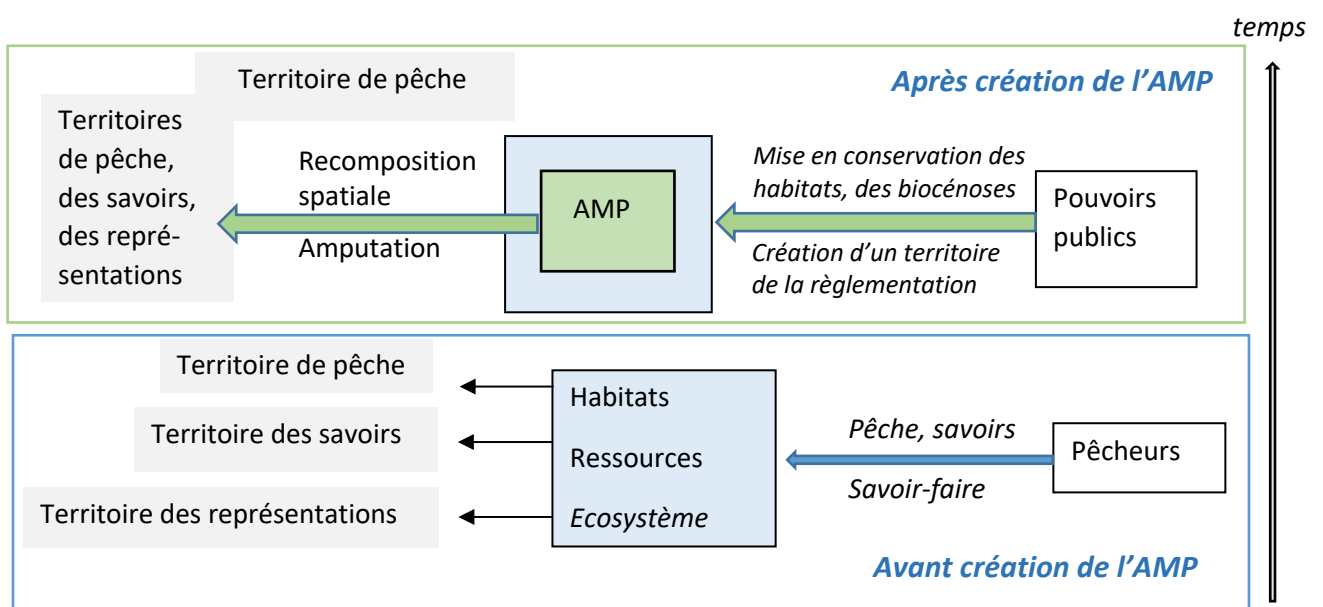 temps
Après création de l’AMP
Territoire de pêche
Territoires
de pêche,
des savoirs,
des repré-
sentations
Recomposition
spatiale
Amputation
AMP
Mise en conservation des
habitats, des biocénoses
Création d’un territoire
de la règlementation
Pouvoirs
publics
Territoire de pêche
Territoire des savoirs
Territoire des représentations
Habitats
Ressources
Ecosystème
Pêche, savoirs
Savoir-faire
Pêcheurs
Avant création de l’AMP